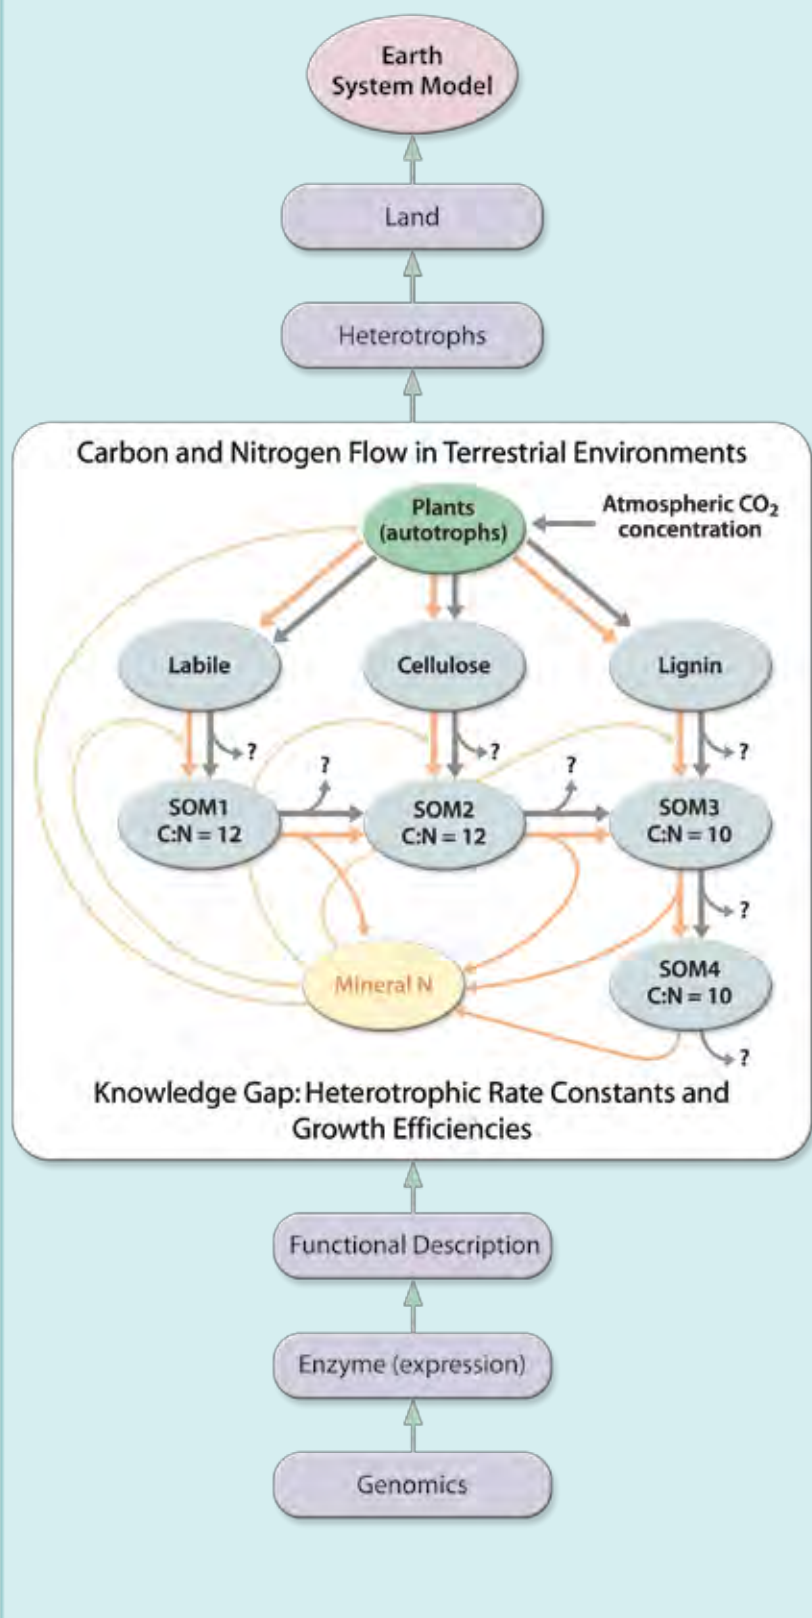 Earth
System Model
Land
Heterotrophs
Carbon and Nitrogen Flow in Terrestrial Environments
Plants
(autotrophs)
Atmospheric CO₂
concentration
Labile
Cellulose
Lignin
?
?
?
?
?
SOM1
C:N = 12
SOM2
C:N = 12
SOM3
C:N = 10
?
Mineral N
SOM4
C:N = 10
?
Knowledge Gap: Heterotrophic Rate Constants and
Growth Efficiencies
Functional Description
Enzyme (expression)
Genomics